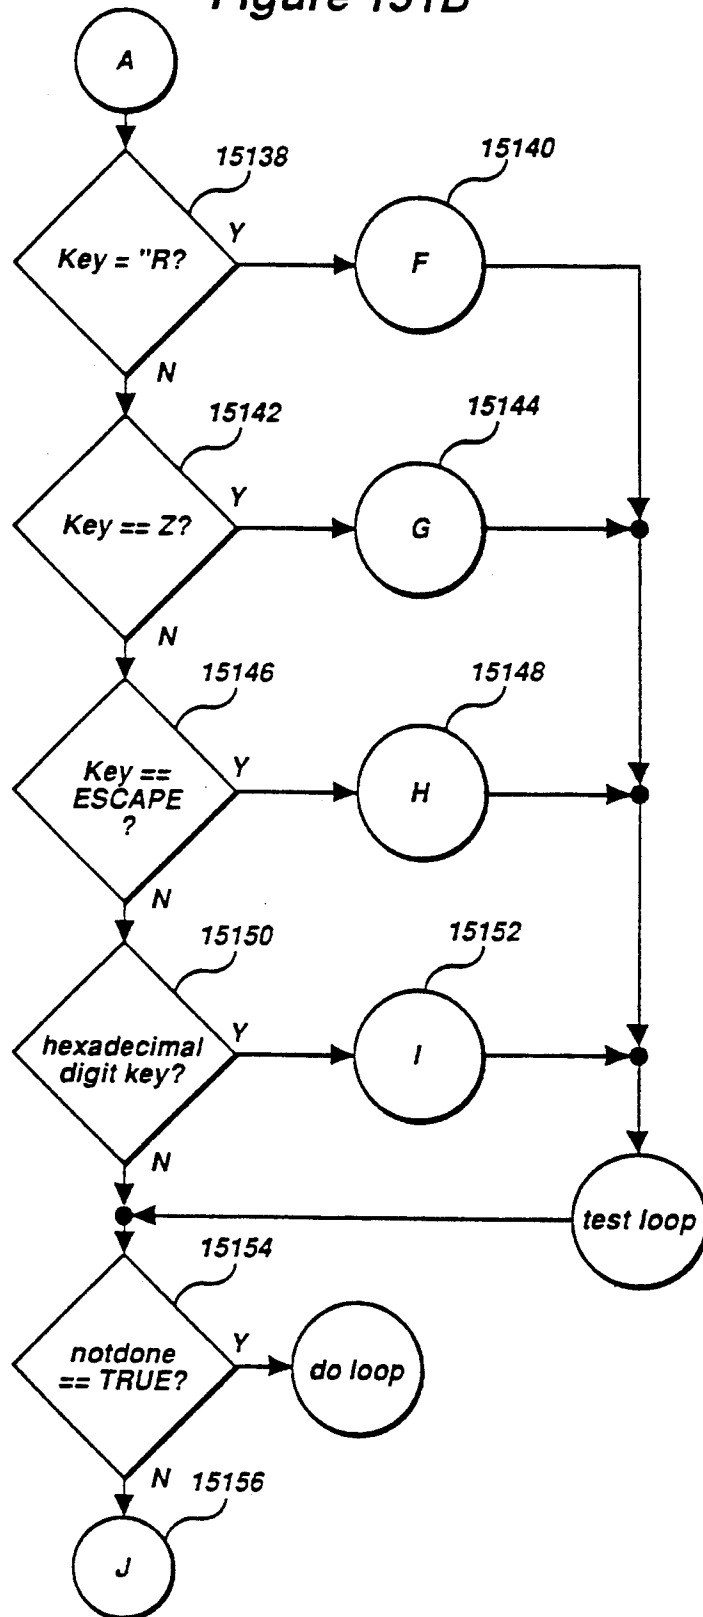 Figure 151B
A
15138
Key = "R?
Y
N
15140
F
15142
Key == Z?
Y
N
15144
G
15146
Key ==
ESCAPE
?
Y
N
15148
H
15150
hexadecimal
digit key?
Y
N
15152
I
test loop
15154
notdone
== TRUE?
Y
N
do loop
15156
J